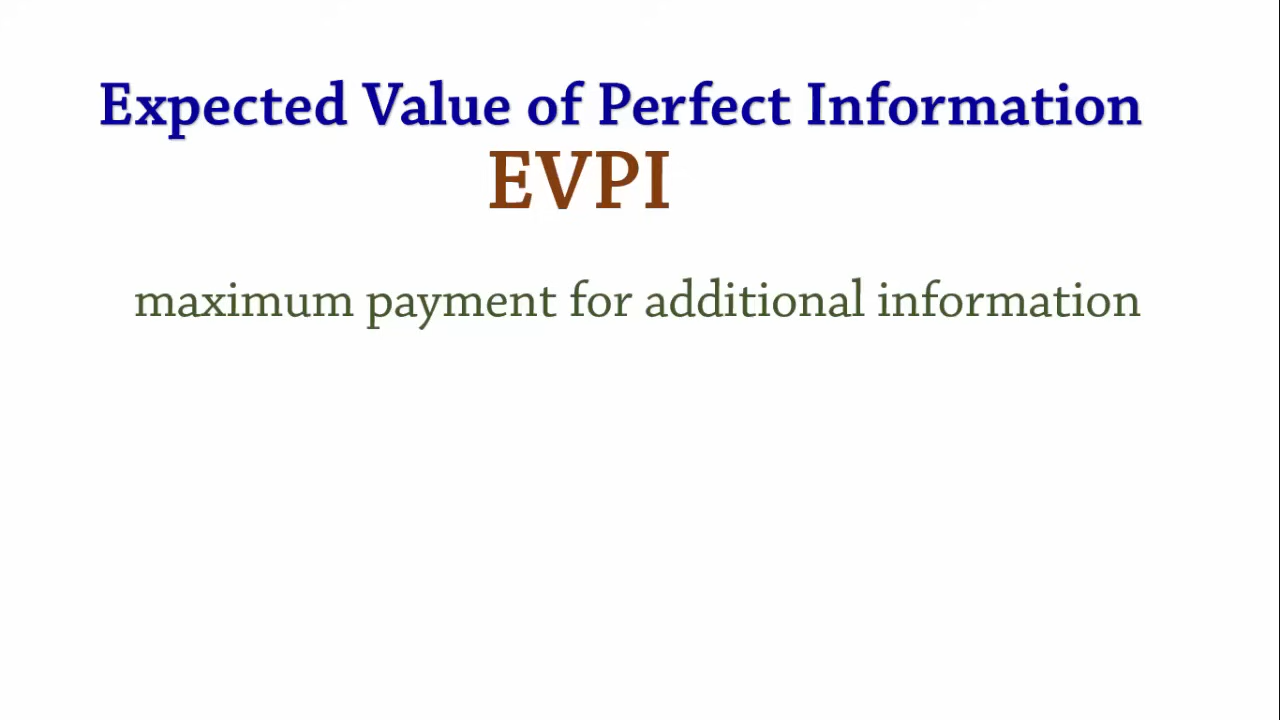 Expected Value of Perfect Information
EVPI
maximum payment for additional information